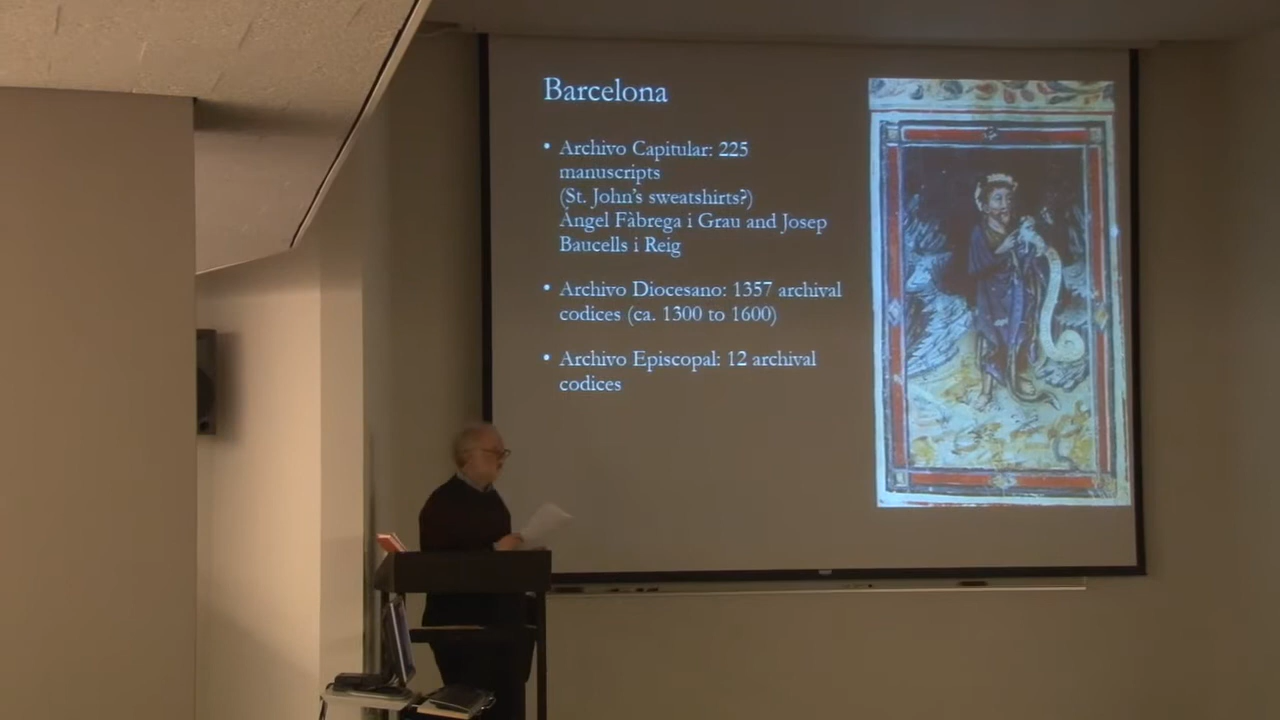 Barcelona
• Archivo Capitular: 225
manuscripts
(St. John's sweatshirts?)
Àngel Fàbrega i Grau and Josep
Baucells i Reig
• Archivo Diocesano: 1357 archival
codices (ca. 1300 to 1600)
• Archivo Episcopal: 12 archival
codices